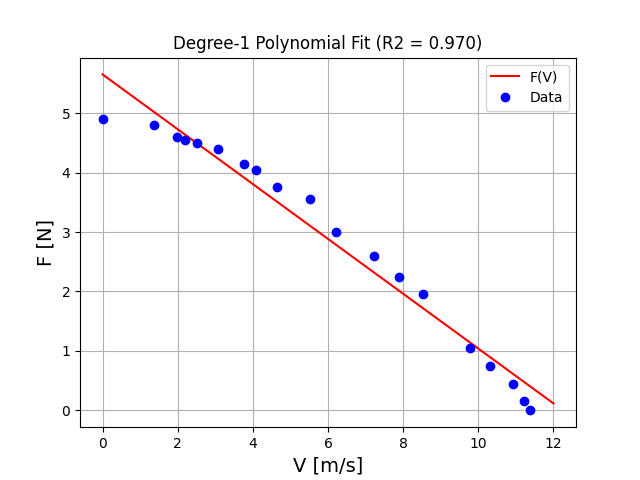 Degree-1 Polynomial Fit (R2 = 0.970)
F(V)
Data
5
4
3
2
1
0
F [N]
0 2 4 6 8 10 12
V [m/s]